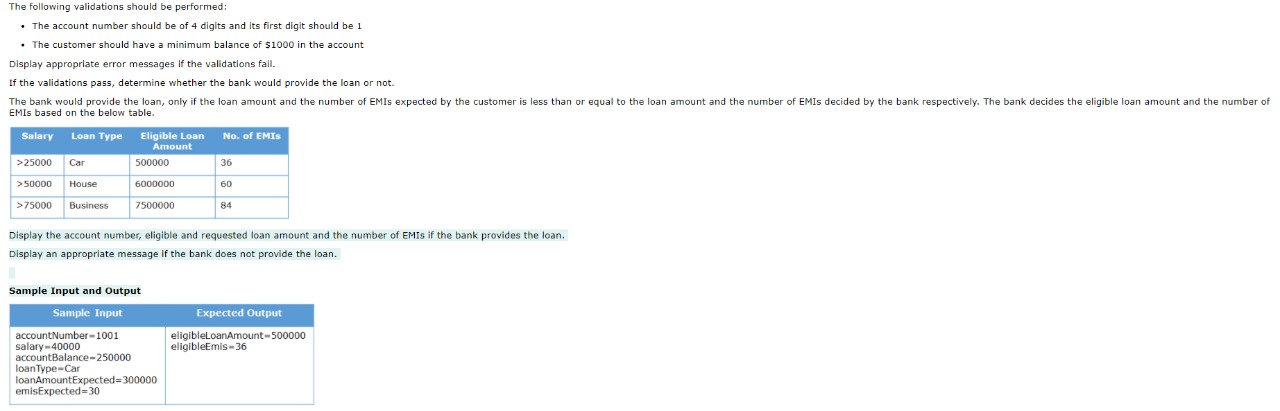 The following validations should be performed:
• The account number should be of 4 digits and its first digit should be 1
• The customer should have a minimum balance of $1000 in the account
Display appropriate error messages if the validations fail.
If the validations pass, determine whether the bank would provide the loan or not.
The bank would provide the loan, only if the loan amount and the number of EMIs expected by the customer is less than or equal to the loan amount and the number of EMIs decided by the bank respectively. The bank decides the eligible loan amount and the number of
EMIs based on the below table.
Salary Loan Type Eligible Loan No. of EMIs
Amount
>25000 Car 500000 36
>50000 House 6000000 60
>75000 Business 7500000 84
Display the account number, eligible and requested loan amount and the number of EMIs if the bank provides the loan.
Display an appropriate message if the bank does not provide the loan.
Sample Input and Output
Sample Input Expected Output
accountNumber=1001 eligibleLoanAmount=500000
salary=40000 eligibleEmis=36
accountBalance=250000
loanType=Car
loanAmountExpected=300000
emisExpected=30